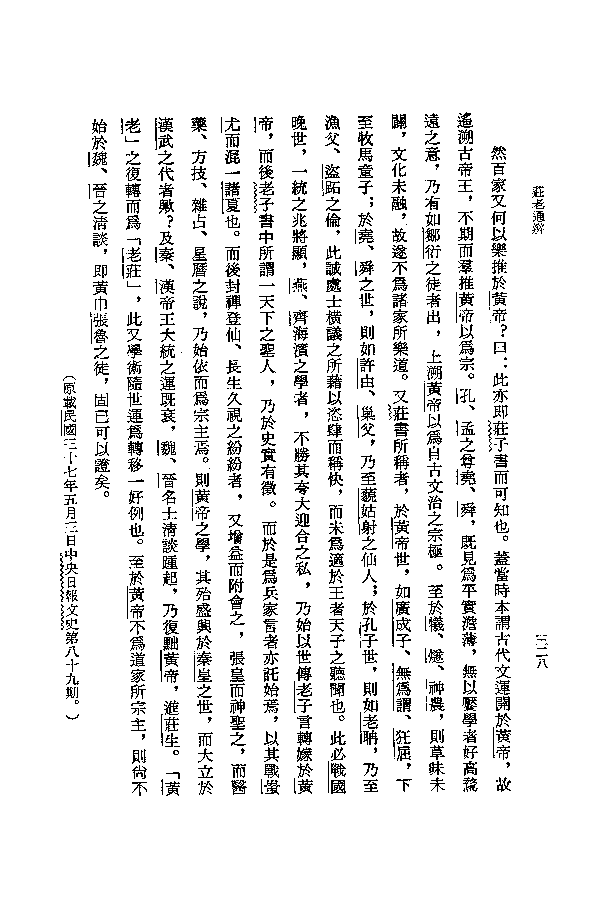 莊老通辨
三二八
然百家又何以樂推於黃帝？曰：此亦即莊子書而可知也。蓋當時本謂古代文運開於黃帝，故
遙溯古帝王，不期而羣推黃帝以爲宗。孔、孟之尊堯、舜，旣見爲平實澹薄，無以饜學者好高騖
遠之意，乃有如鄒衍之徒者出，上溯黃帝以爲自古文治之宗極。至於犧、燧、神農，則草昧未
闢，文化未融，故遂不爲諸家所樂道。又莊書所稱者，於黃帝世，如廣成子、無爲謂、狂屈，下
至牧馬童子；於堯、舜之世，則如許由、巢父，乃至藐姑射之仙人；於孔子世，則如老聃，乃至
漁父、盜跖之倫，此誠處士橫議之所藉以恣肆而稱快，而未爲適於王者天子之聽聞也。此必戰國
晚世，一統之兆將顯，燕、齊海濱之學者，不勝其夸大迎合之私，乃始以世傳老子言轉嫁於黃
帝，而後老子書中所謂一天下之聖人，乃於史實有徵。而於是爲兵家言者亦託始焉，以其戰蚩
尤而混一諸夏也。而後封禪登仙、長生久視之紛紛者，又增益而附會之，張皇而神聖之，而醫
藥、方技、雜占、星曆之說，乃始依而爲宗主焉。則黃帝之學，其殆盛興於秦皇之世，而大立於
漢武之代者歟？及秦、漢帝王大統之運旣衰，魏、晉名士清談踵起，乃復黜黃帝，進莊生。「黃
老」之復轉而爲「老莊」，此又學術隨世運爲轉移一好例也。至於黃帝不爲道家所宗主，則尙不
始於魏、晉之清談，即黃巾張魯之徒，固已可以證矣。
（原載民國三十七年五月三日中央日報文史第八十九期。）